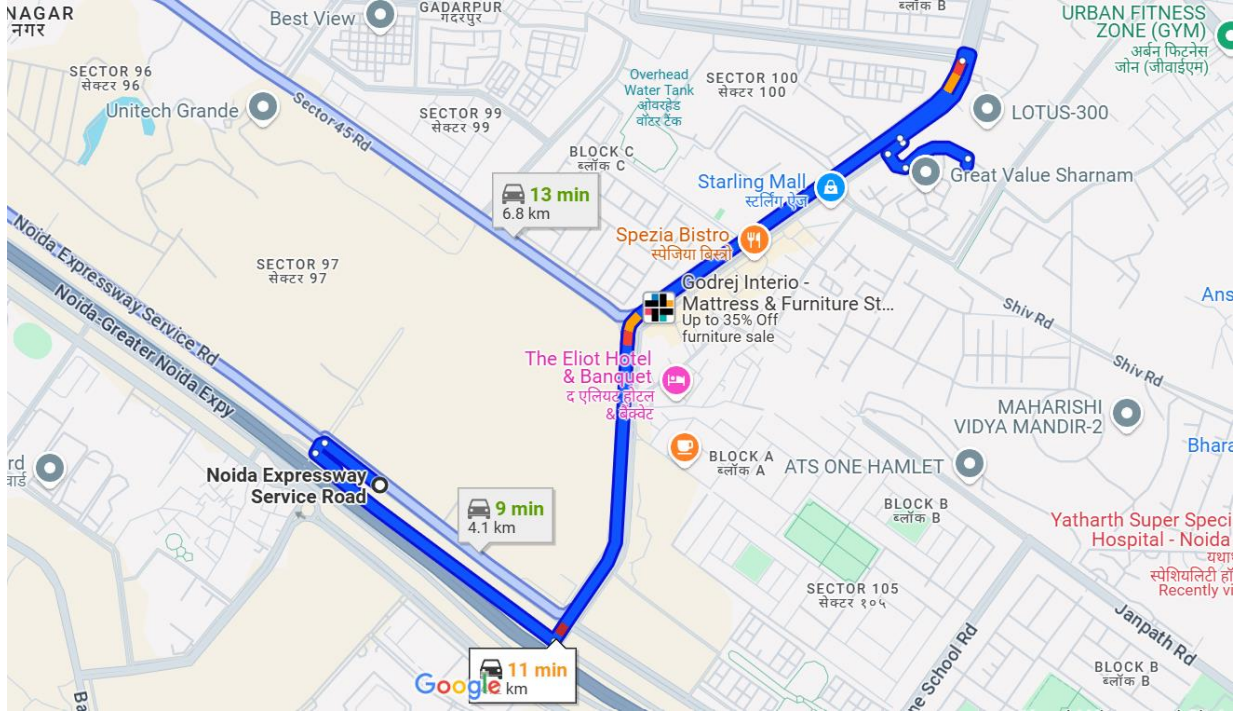 NAGAR
नगर
Best View
GADARPUR
गदरपुर
ब्लॉक B
URBAN FITNESS
ZONE (GYM)
अर्बन फिटनेस
जोन (जीवाईएम)
SECTOR 96
सेक्टर 96
Unitech Grande
Sector 45 Rd
SECTOR 99
सेक्टर 99
Overhead
Water Tank
ओवरहेड
वॉटर टैंक
SECTOR 100
सेक्टर 100
LOTUS-300
BLOCK C
ब्लॉक C
Starling Mall
स्टर्लिंग ऐज
Great Value Sharnam
13 min
6.8 km
Spezia Bistro
स्पेजिया बिस्त्रो
Noida Expressway Service Rd
SECTOR 97
सेक्टर 97
Noida-Greater Noida Expy
Godrej Interio -
Mattress & Furniture St...
Up to 35% Off
furniture sale
Shiv Rd
Shiv Rd
The Eliot Hotel
& Banquet
द एलियट होटल
& बैंक्वेट
MAHARISHI
VIDYA MANDIR-2
BLOCK A
ब्लॉक A
ATS ONE HAMLET
Noida Expressway
Service Road
9 min
4.1 km
BLOCK B
ब्लॉक B
Yatharth Super Speci
Hospital - Noida
स्पेशियलिटी हॉ
Recently vi
SECTOR 105
सेक्टर १०५
Janpath Rd
ne School Rd
11 min
km
Google
BLOCK B
ब्लॉक B